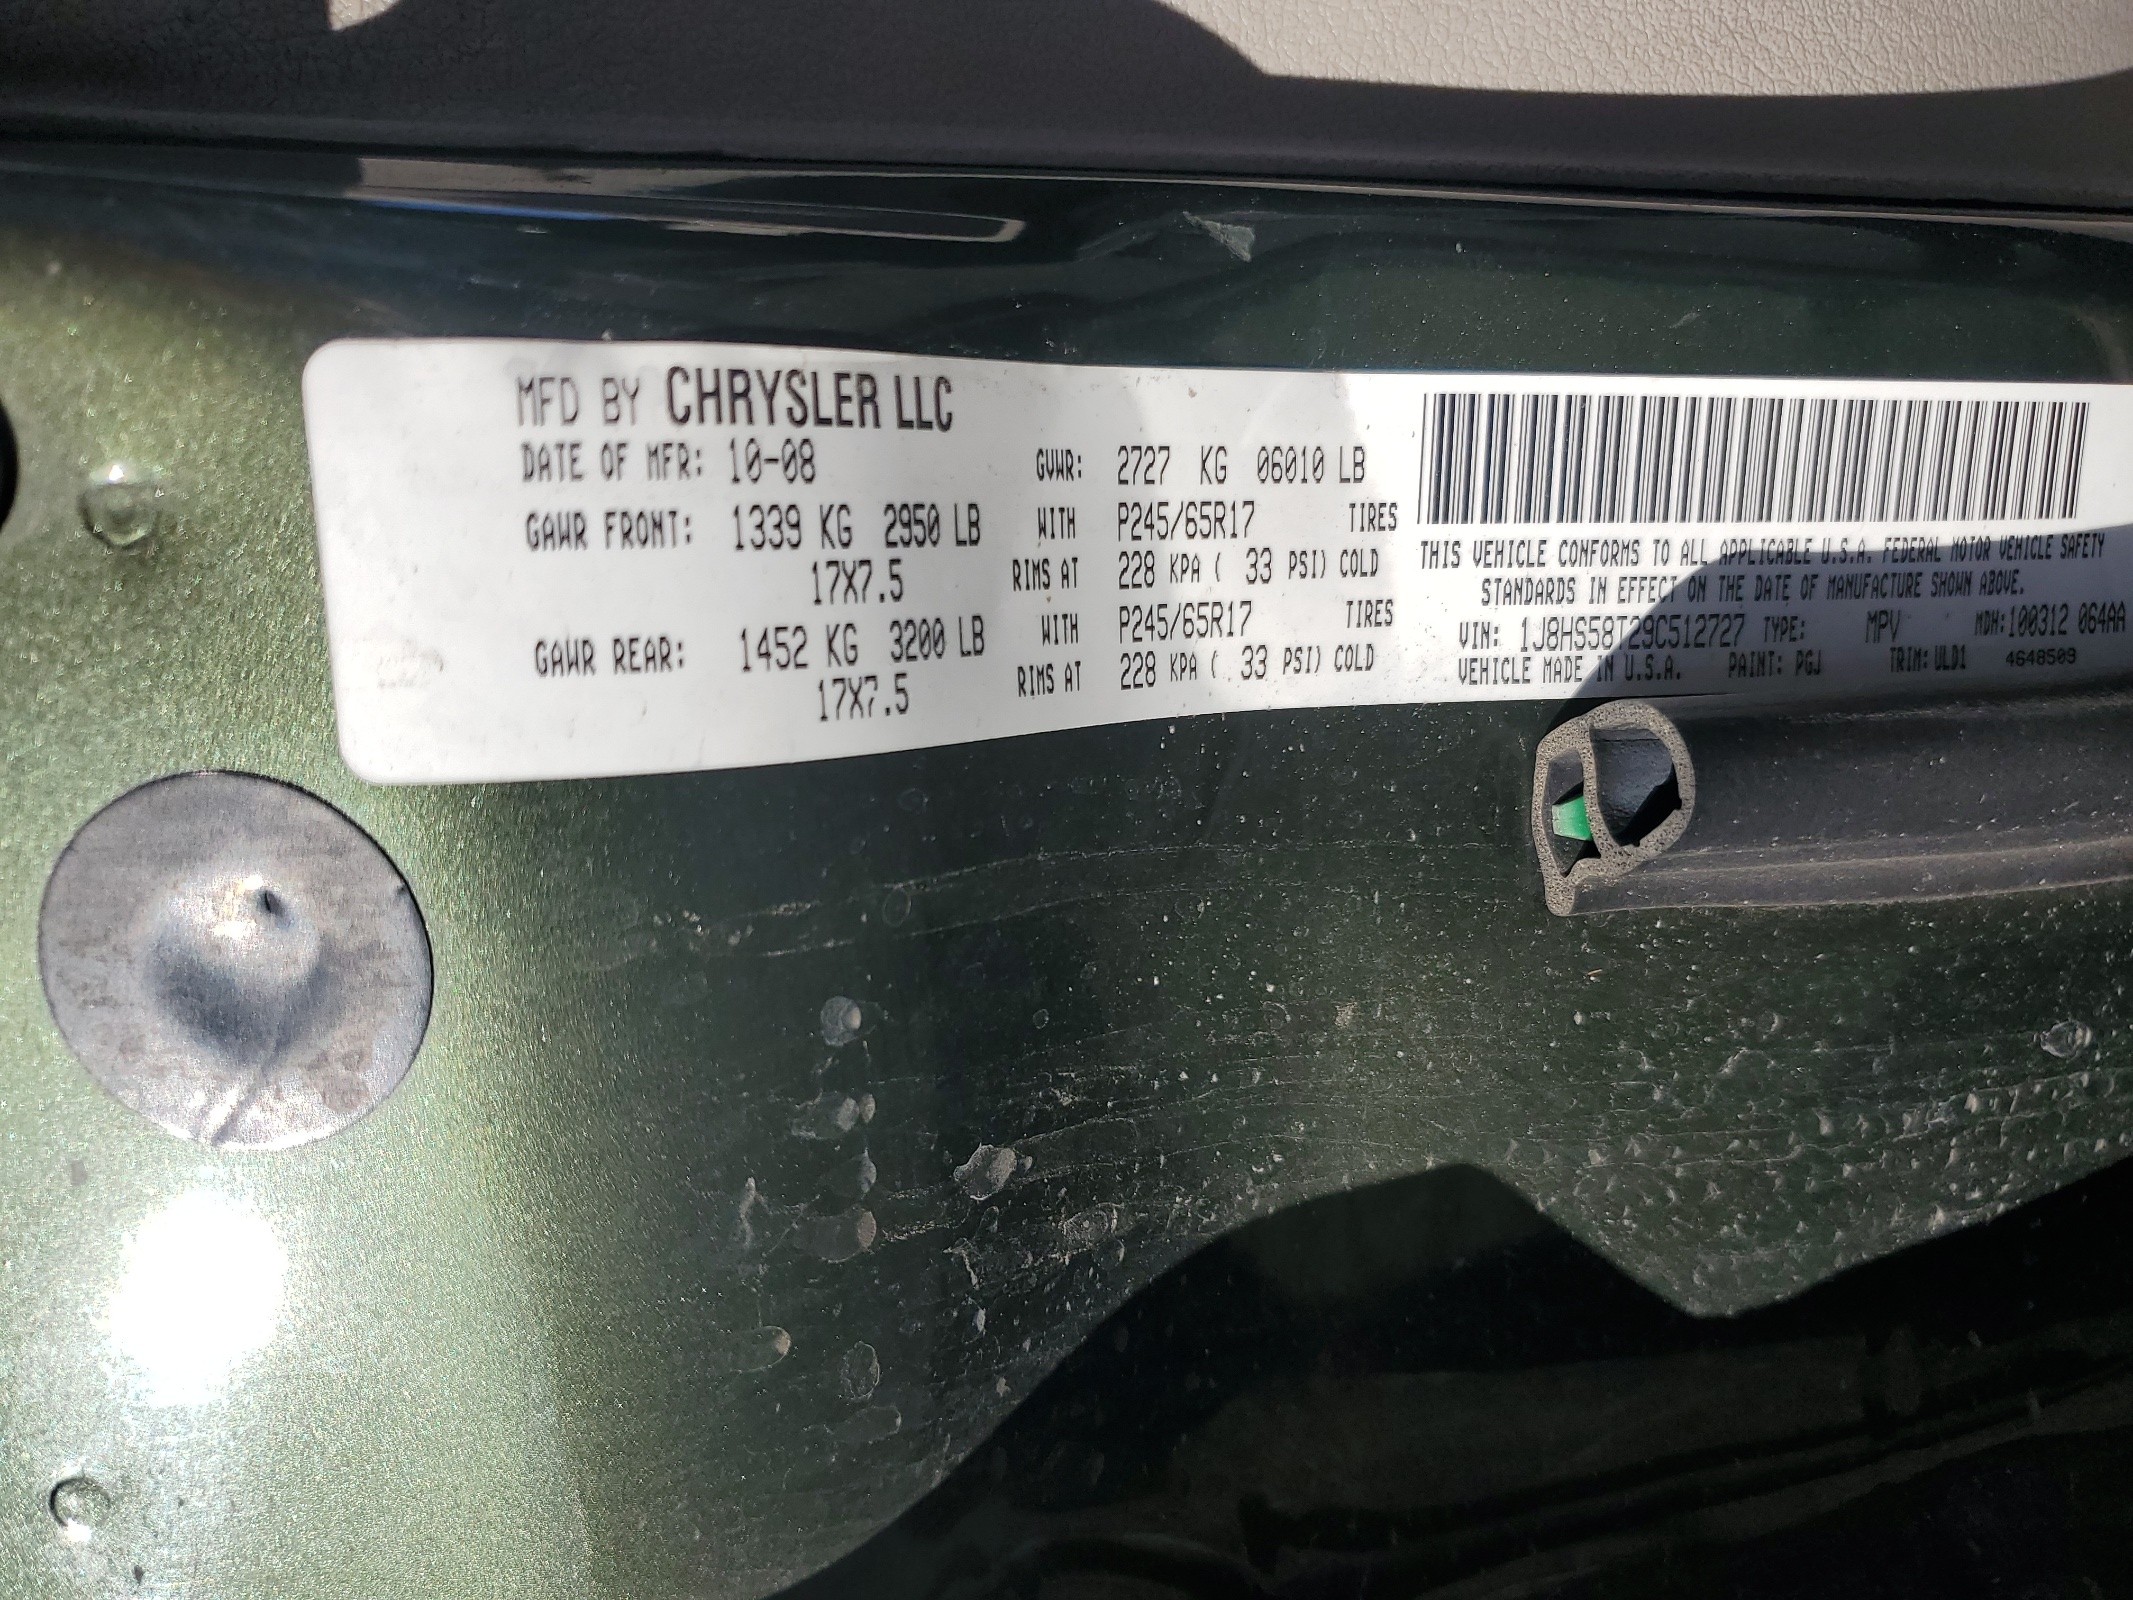 MFD BY CHRYSLER LLC
DATE OF MFR: 10-08 GVWR: 2727 KG 06010 LB
GAWR FRONT: 1339 KG 2950 LB WITH P245/65R17 TIRES
17X7.5 RIMS AT 228 KPA ( 33 PSI) COLD
GAWR REAR: 1452 KG 3200 LB WITH P245/65R17 TIRES
17X7.5 RIMS AT 228 KPA ( 33 PSI) COLD
THIS VEHICLE CONFORMS TO ALL APPLICABLE U.S.A. FEDERAL MOTOR VEHICLE SAFETY
STANDARDS IN EFFECT ON THE DATE OF MANUFACTURE SHOWN ABOVE.
VIN: 1J8HS58T29C512727 TYPE: MPV MDH: 100312 064AA
VEHICLE MADE IN U.S.A. PAINT: PGJ TRIM: VLD1 4648509